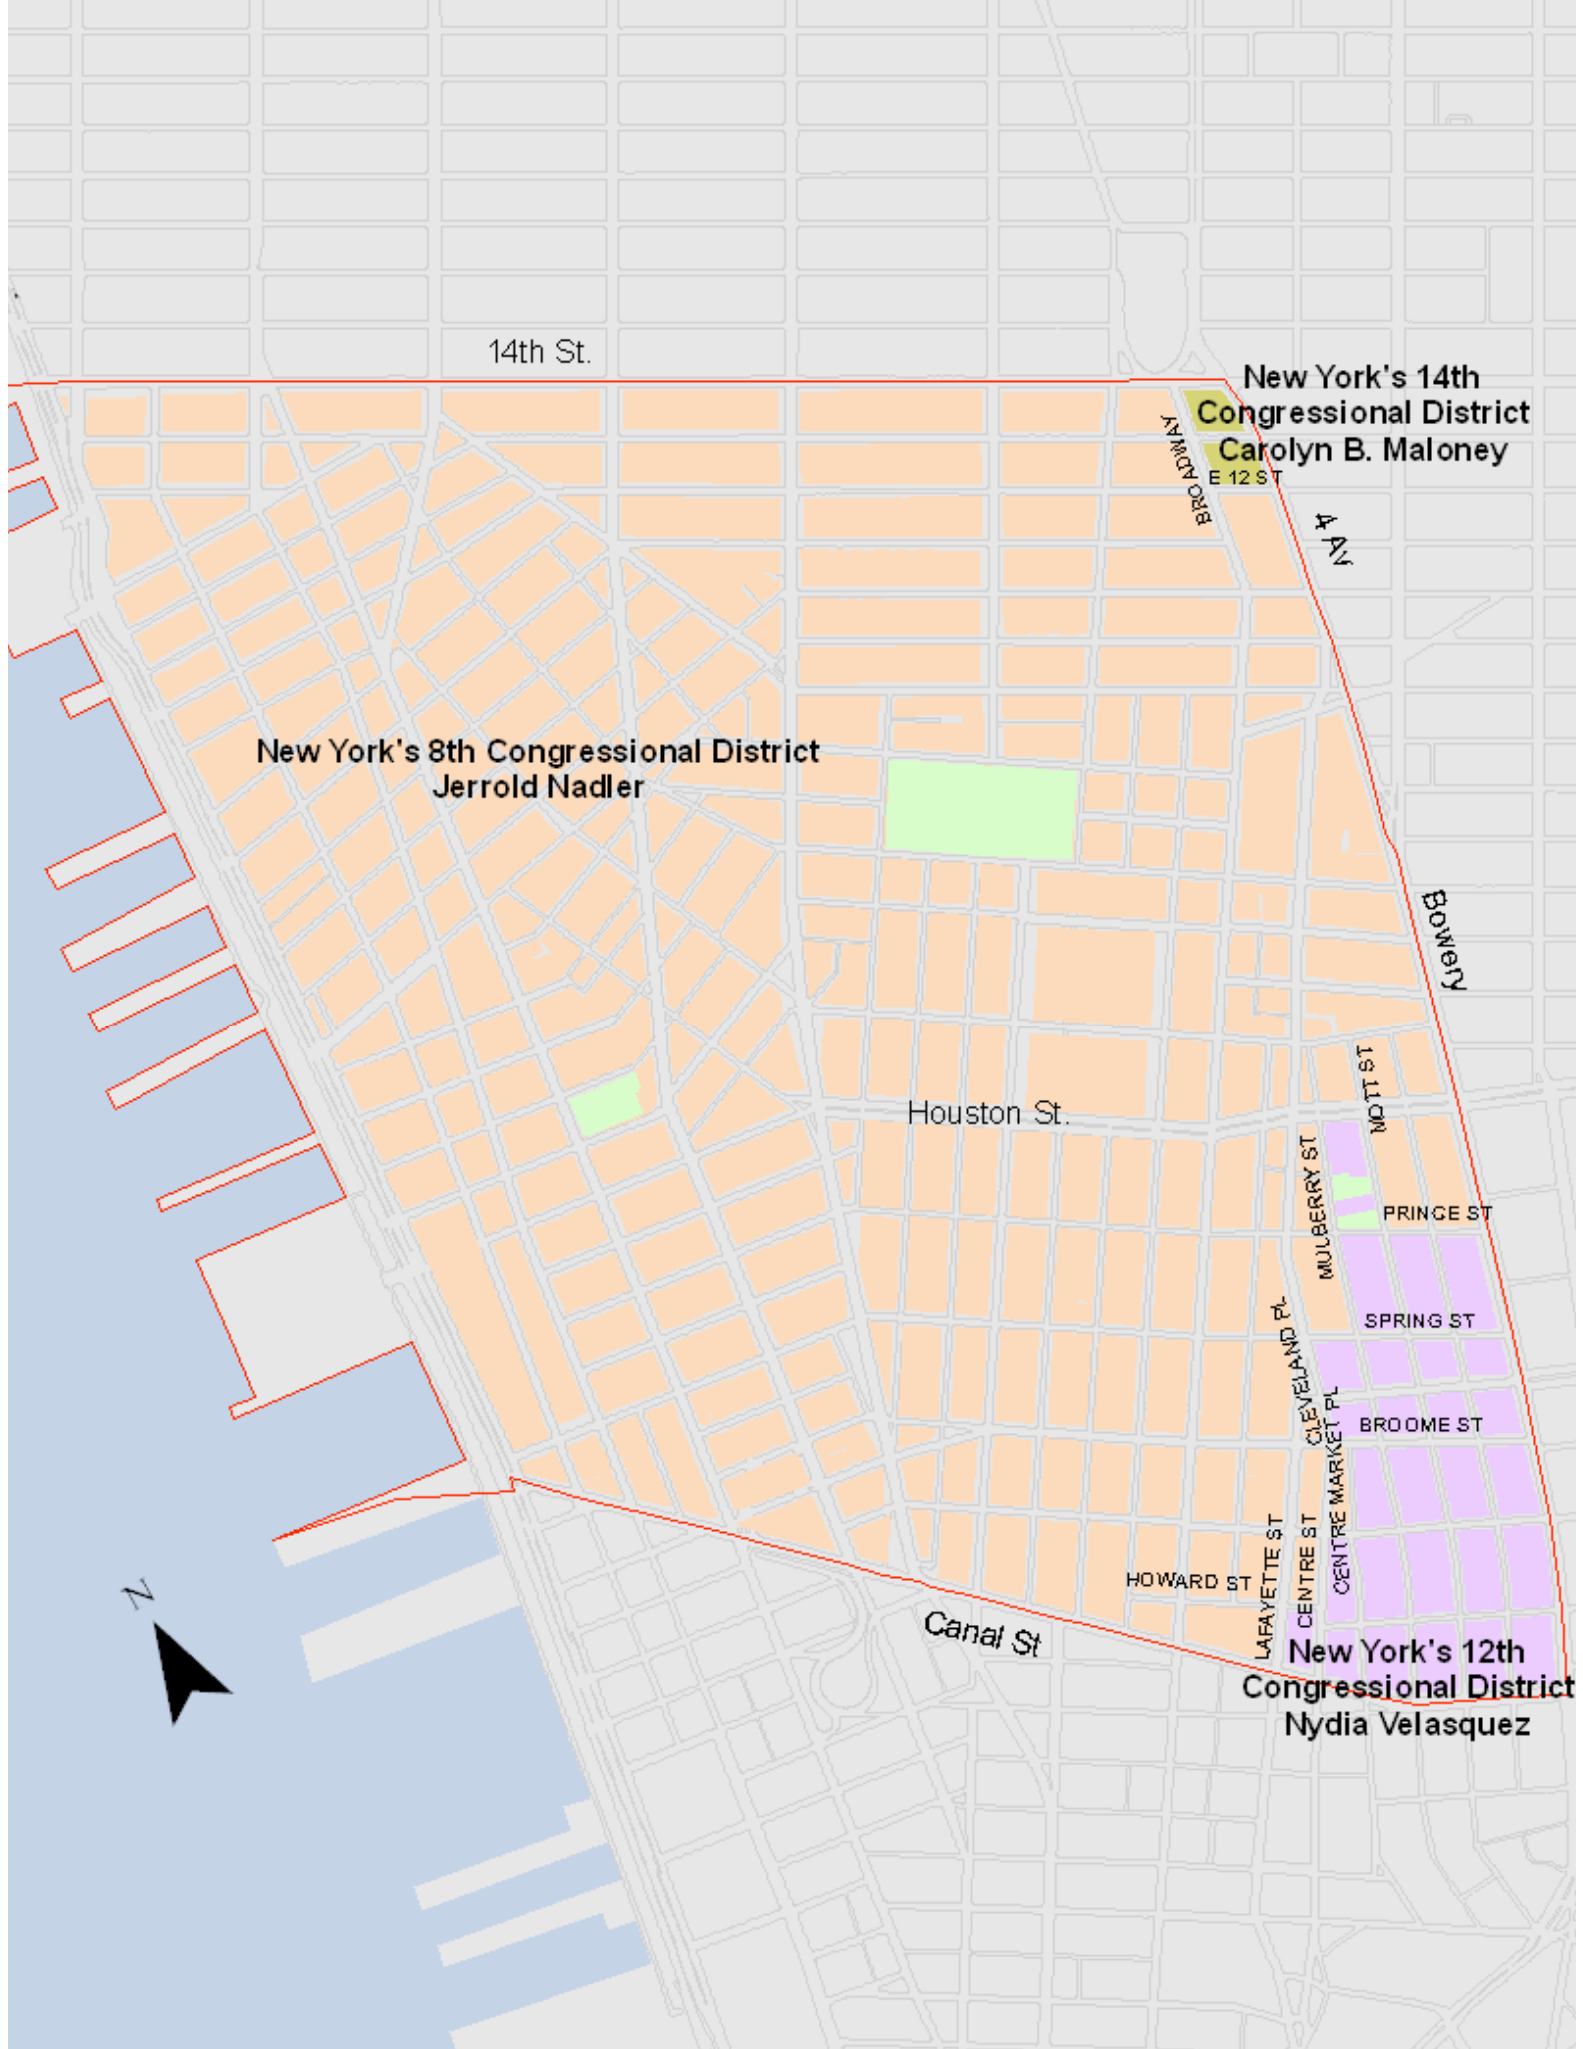 14th St.
New York's 14th
Congressional District
Carolyn B. Maloney
BROADWAY
E 12 ST
4 AV
New York's 8th Congressional District
Jerrold Nadler
Bowery
MOTT ST
Houston St.
MULBERRY ST
PRINCE ST
CLEVELAND PL
SPRING ST
CENTRE MARKET PL
BROOME ST
LAFAYETTE ST
CENTRE ST
HOWARD ST
N
Canal St
New York's 12th
Congressional District
Nydia Velasquez